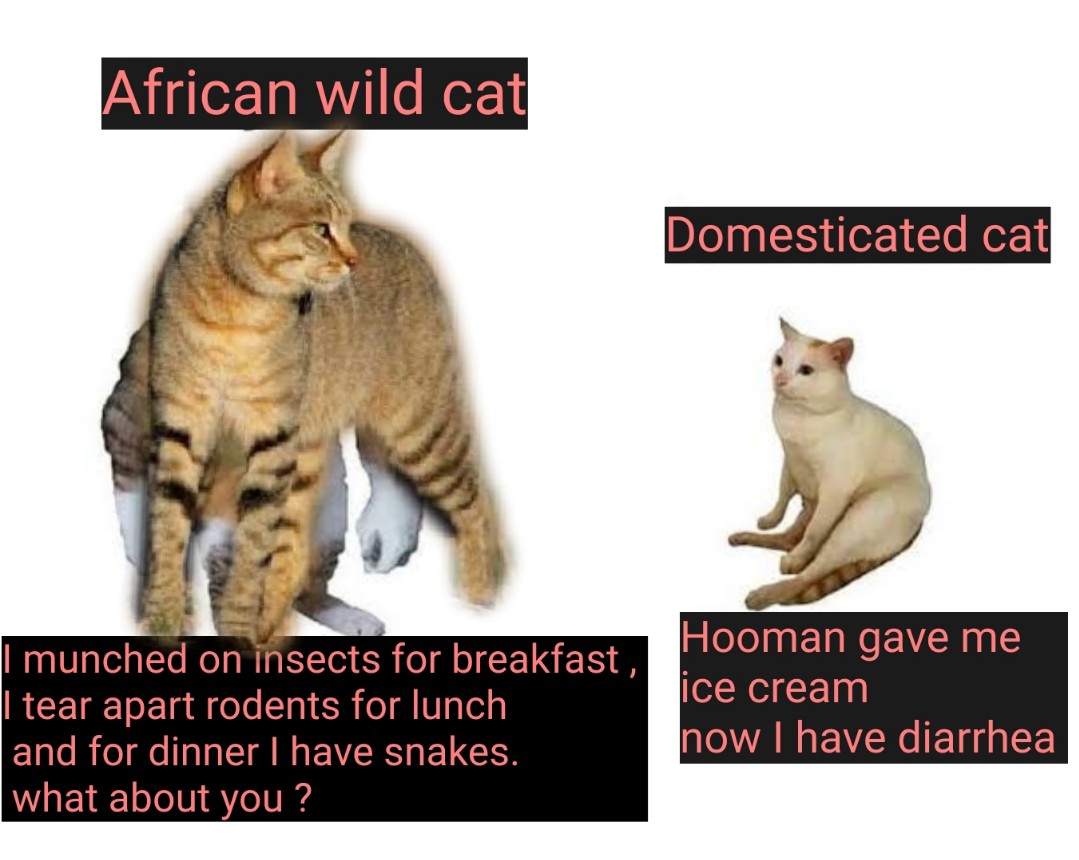 African wild cat
Domesticated cat
I munched on insects for breakfast ,
I tear apart rodents for lunch
and for dinner I have snakes.
what about you ?
Hooman gave me
ice cream
now I have diarrhea